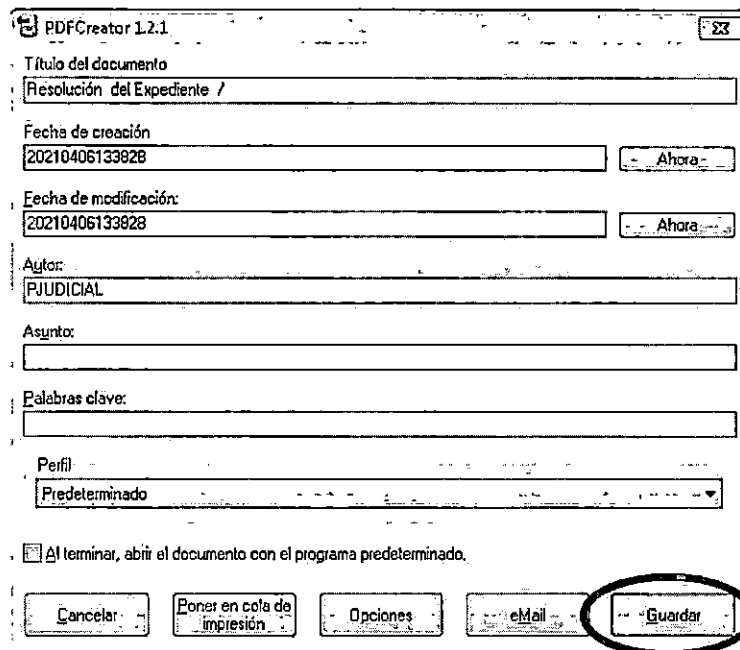 PDFCreator 1.2.1
Título del documento
Resolución del Expediente /
Fecha de creación
20210406133828
Ahora
Fecha de modificación:
20210406133828
Ahora
Autor:
PJUDICIAL
Asunto:
Palabras clave:
Perfil
Predeterminado
Al terminar, abrir el documento con el programa predeterminado.
Cancelar
Poner en cola de
impresión
Opciones
eMail
Guardar